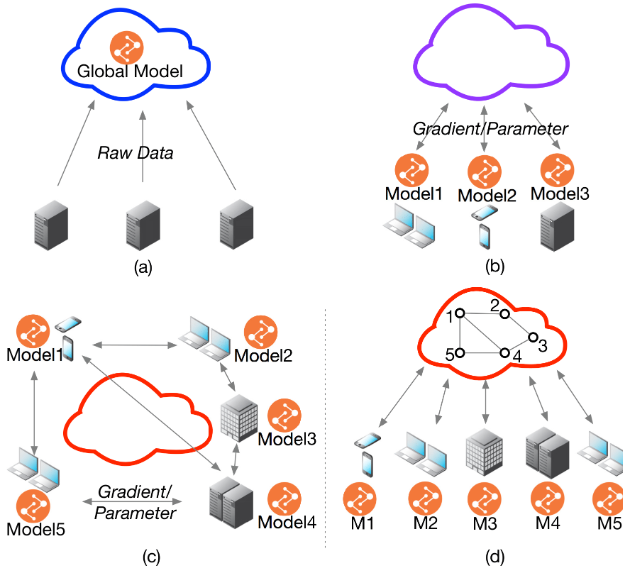 Global Model
Raw Data
(a)
Gradient/Parameter
Model1
Model2
Model3
(b)
Model1
Model2
Model3
Model4
Model5
Gradient/
Parameter
(c)
1
2
3
4
5
M1 M2 M3 M4 M5
(d)